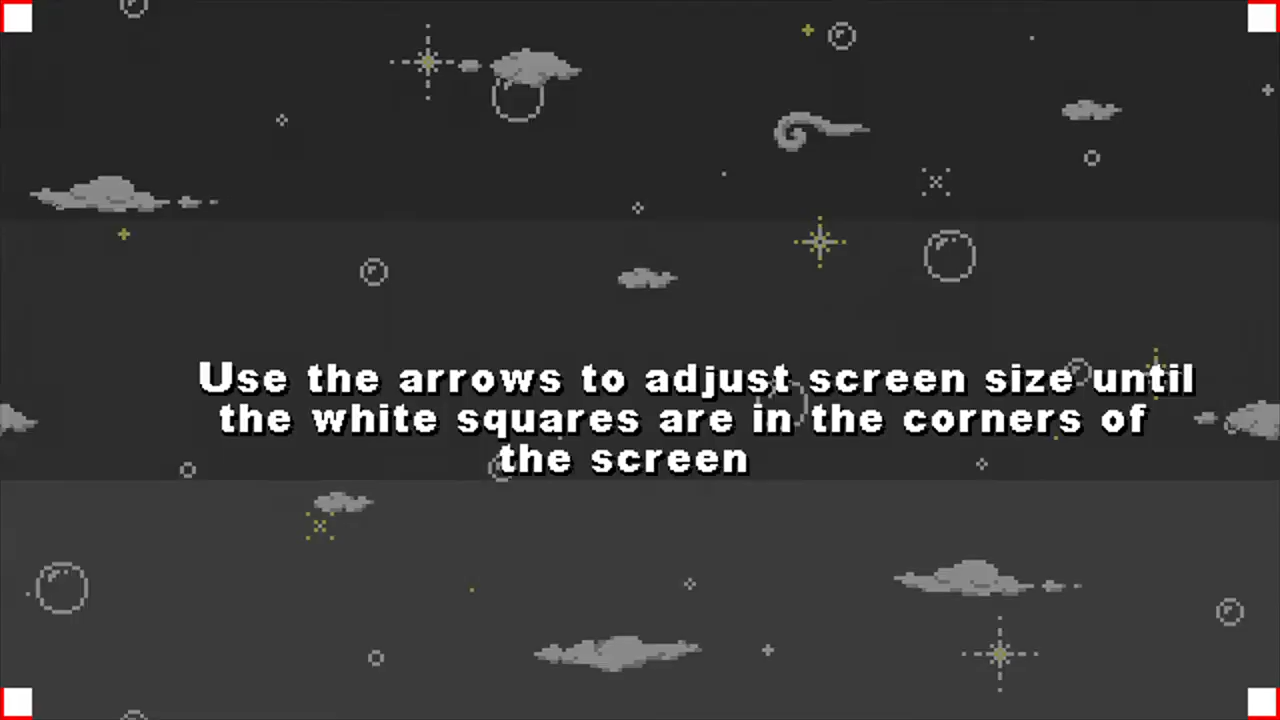 Use the arrows to adjust screen size until
the white squares are in the corners of
the screen